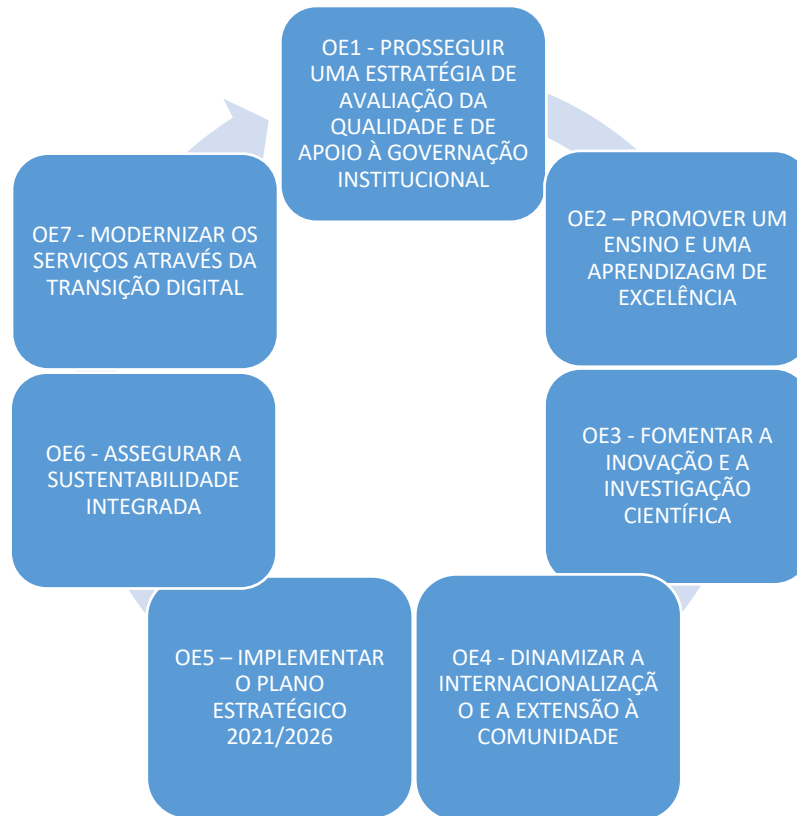 OE1 - PROSSEGUIR
UMA ESTRATÉGIA DE
AVALIAÇÃO DA
QUALIDADE E DE
APOIO À GOVERNAÇÃO
INSTITUCIONAL
OE2 – PROMOVER UM
ENSINO E UMA
APRENDIZAGM DE
EXCELÊNCIA
OE3 - FOMENTAR A
INOVAÇÃO E A
INVESTIGAÇÃO
CIENTÍFICA
OE4 - DINAMIZAR A
INTERNACIONALIZAÇÃ
O E A EXTENSÃO À
COMUNIDADE
OE5 – IMPLEMENTAR
O PLANO
ESTRATÉGICO
2021/2026
OE6 - ASSEGURAR A
SUSTENTABILIDADE
INTEGRADA
OE7 - MODERNIZAR OS
SERVIÇOS ATRAVÉS DA
TRANSIÇÃO DIGITAL